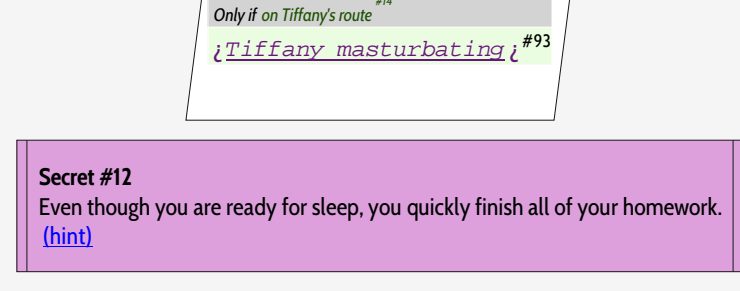 #14
Only if on Tiffany's route
¿Tiffany masturbating¿#93
Secret #12
Even though you are ready for sleep, you quickly finish all of your homework.
(hint)